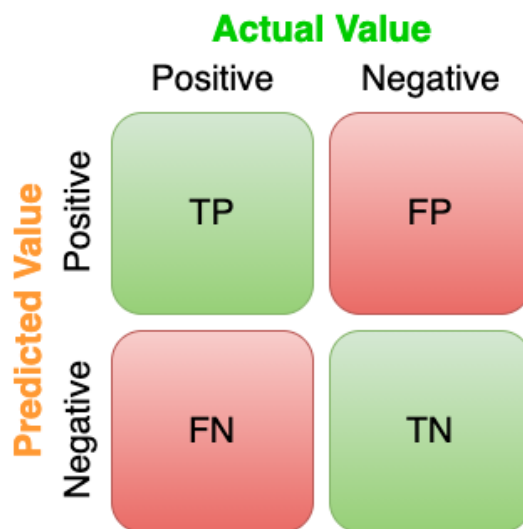 Actual Value
Positive Negative
Predicted Value
Positive
TP FP
Negative
FN TN